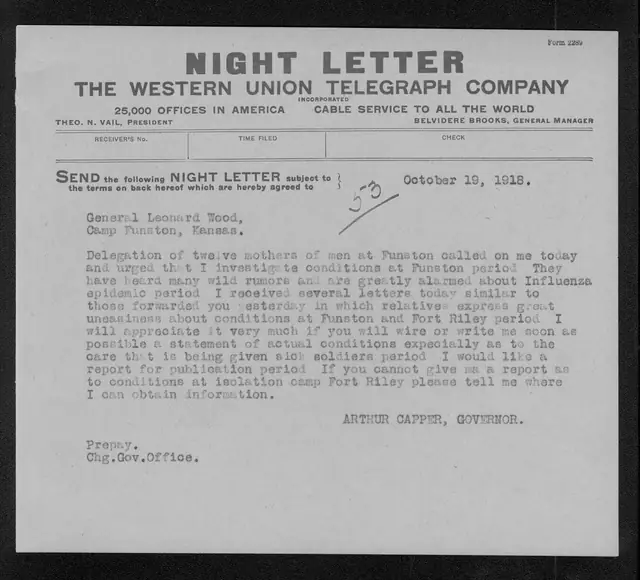 Form 2289
NIGHT LETTER
THE WESTERN UNION TELEGRAPH COMPANY
INCORPORATED
25,000 OFFICES IN AMERICA CABLE SERVICE TO ALL THE WORLD
THEO. N. VAIL, PRESIDENT BELVIDERE BROOKS, GENERAL MANAGER
RECEIVER'S No. TIME FILED CHECK
SEND the following NIGHT LETTER subject to
the terms on back hereof which are hereby agreed to
53
October 19, 1918.
General Leonard Wood,
Camp Funston, Kansas.
Delegation of twelve mothers of men at Funston called on me today
and urged that I investigate conditions at Funston period They
have heard many wild rumors and are greatly alarmed about Influenza
epidemic period I received several letters today similar to
those forwarded you yesterday in which relatives express great
uneasiness about conditions at Funston and Fort Riley period I
will appreciate it very much if you will wire or write me soon as
possible a statement of actual conditions expecially as to the
care that is being given sick soldiers period I would like a
report for publication period If you cannot give me a report as
to conditions at isolation camp Fort Riley please tell me where
I can obtain information.
ARTHUR CAPPER, GOVERNOR.
Prepay.
Chg.Gov.Office.